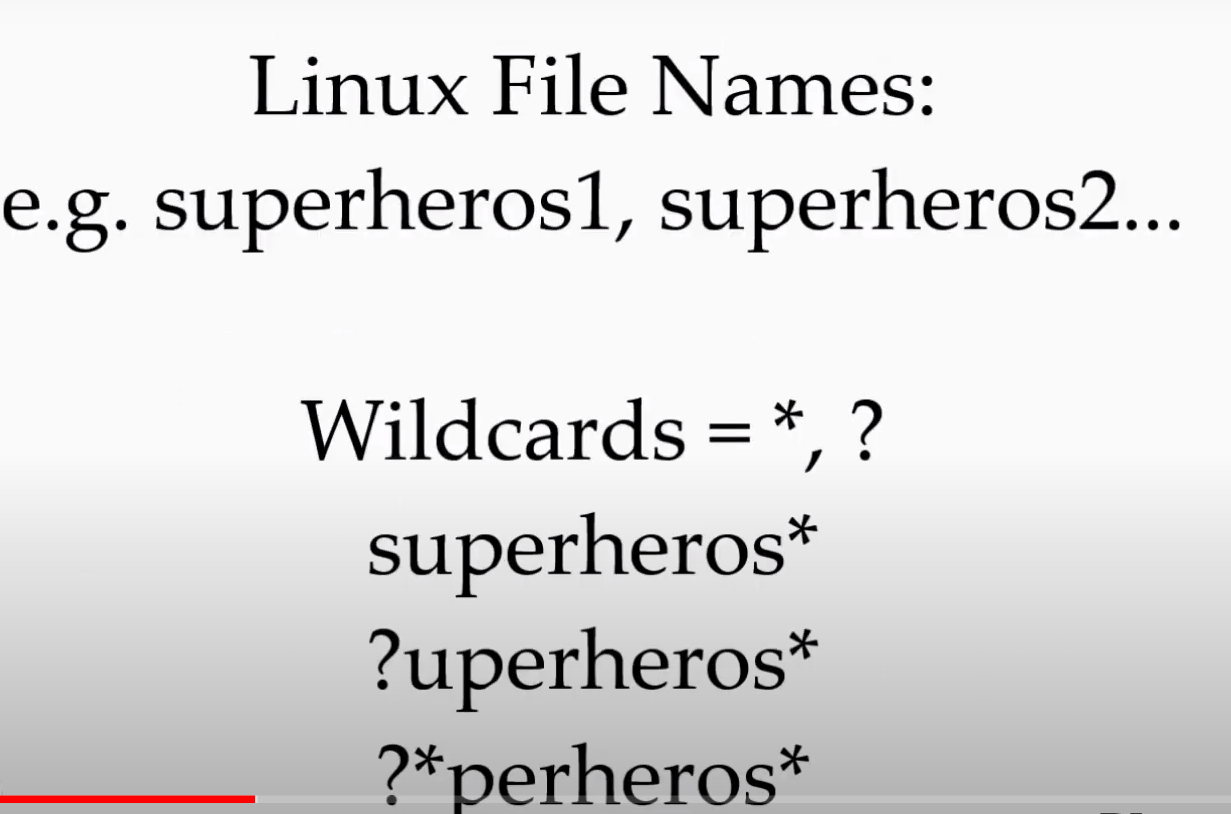 Linux File Names:
e.g. superheros1, superheros2...
Wildcards = *, ?
superheros*
?uperheros*
?*perheros*